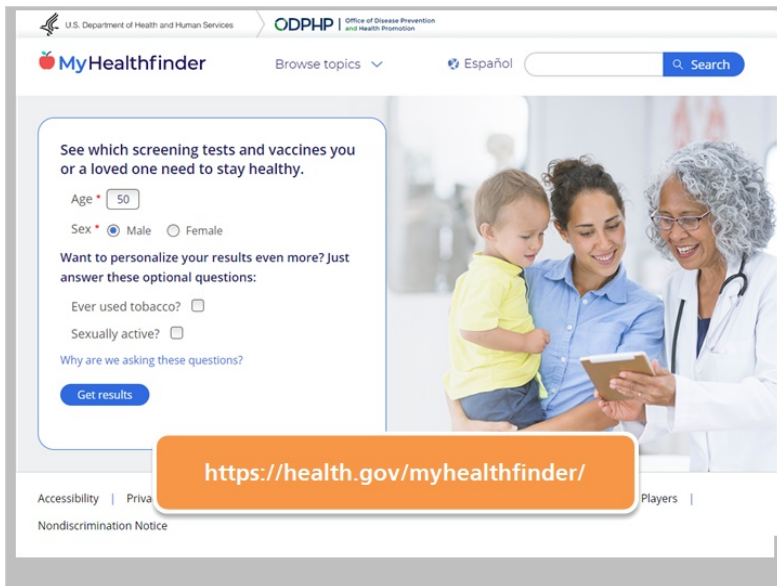 U.S. Department of Health and Human Services
ODPHP | Office of Disease Prevention
and Health Promotion
MyHealthfinder
Browse topics
Español
Search
See which screening tests and vaccines you
or a loved one need to stay healthy.
Age * 50
Sex * Male Female
Want to personalize your results even more? Just
answer these optional questions:
Ever used tobacco?
Sexually active?
Why are we asking these questions?
Get results
https://health.gov/myhealthfinder/
Accessibility | Players |
Nondiscrimination Notice